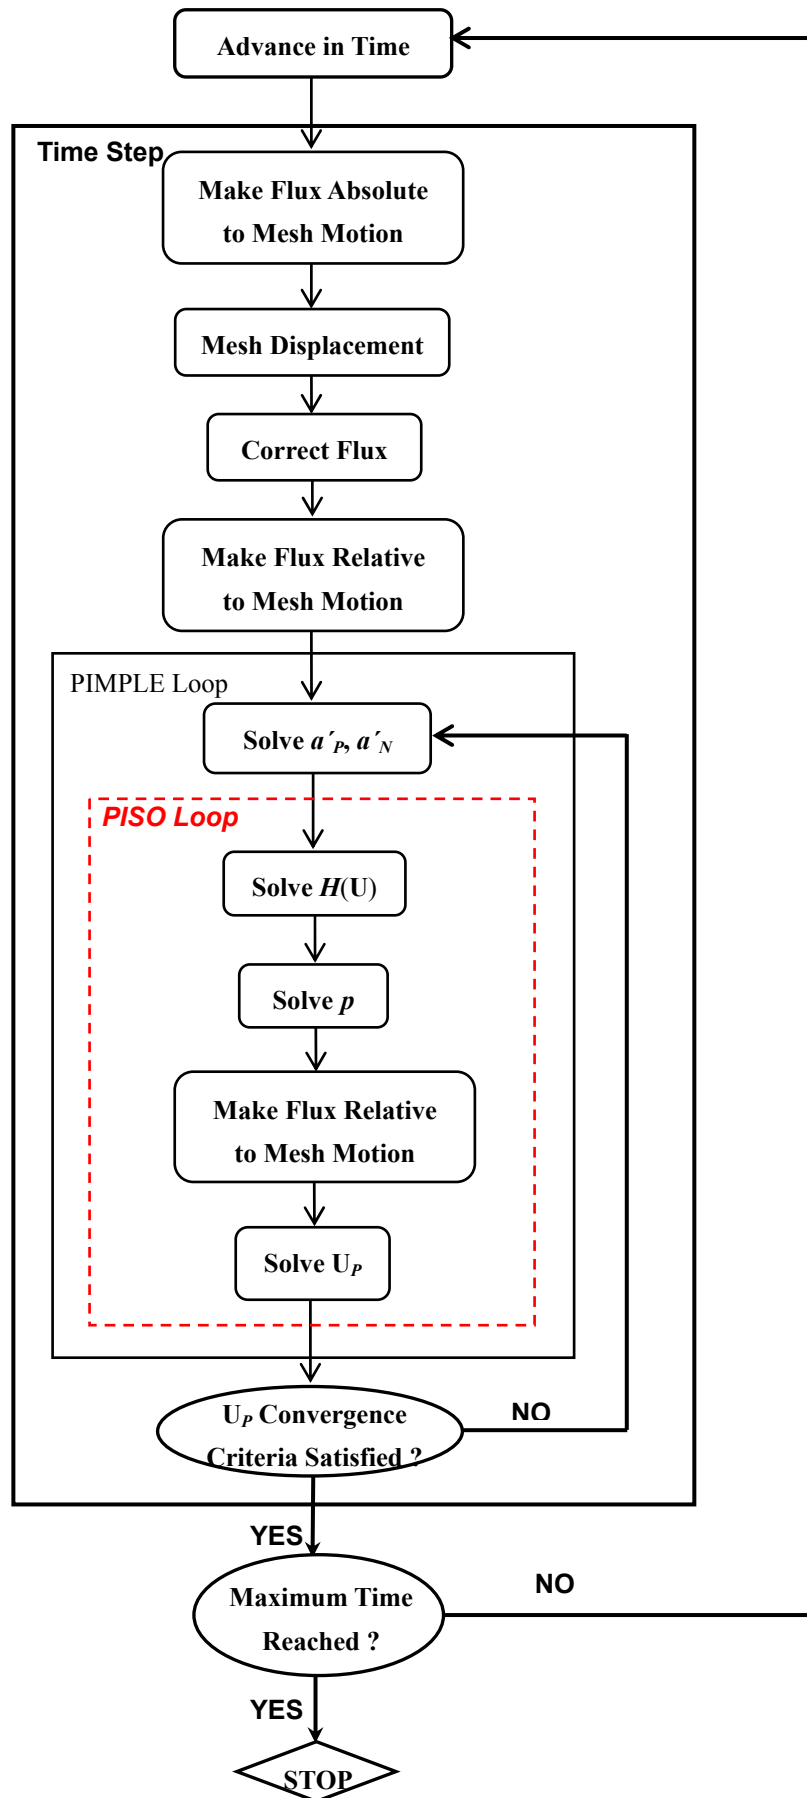 Advance in Time
Time Step
Make Flux Absolute
to Mesh Motion
Mesh Displacement
Correct Flux
Make Flux Relative
to Mesh Motion
PIMPLE Loop
Solve a´P, a´N
PISO Loop
Solve H(U)
Solve p
Make Flux Relative
to Mesh Motion
Solve UP
UP Convergence
Criteria Satisfied ?
NO
YES
Maximum Time
Reached ?
NO
YES
STOP